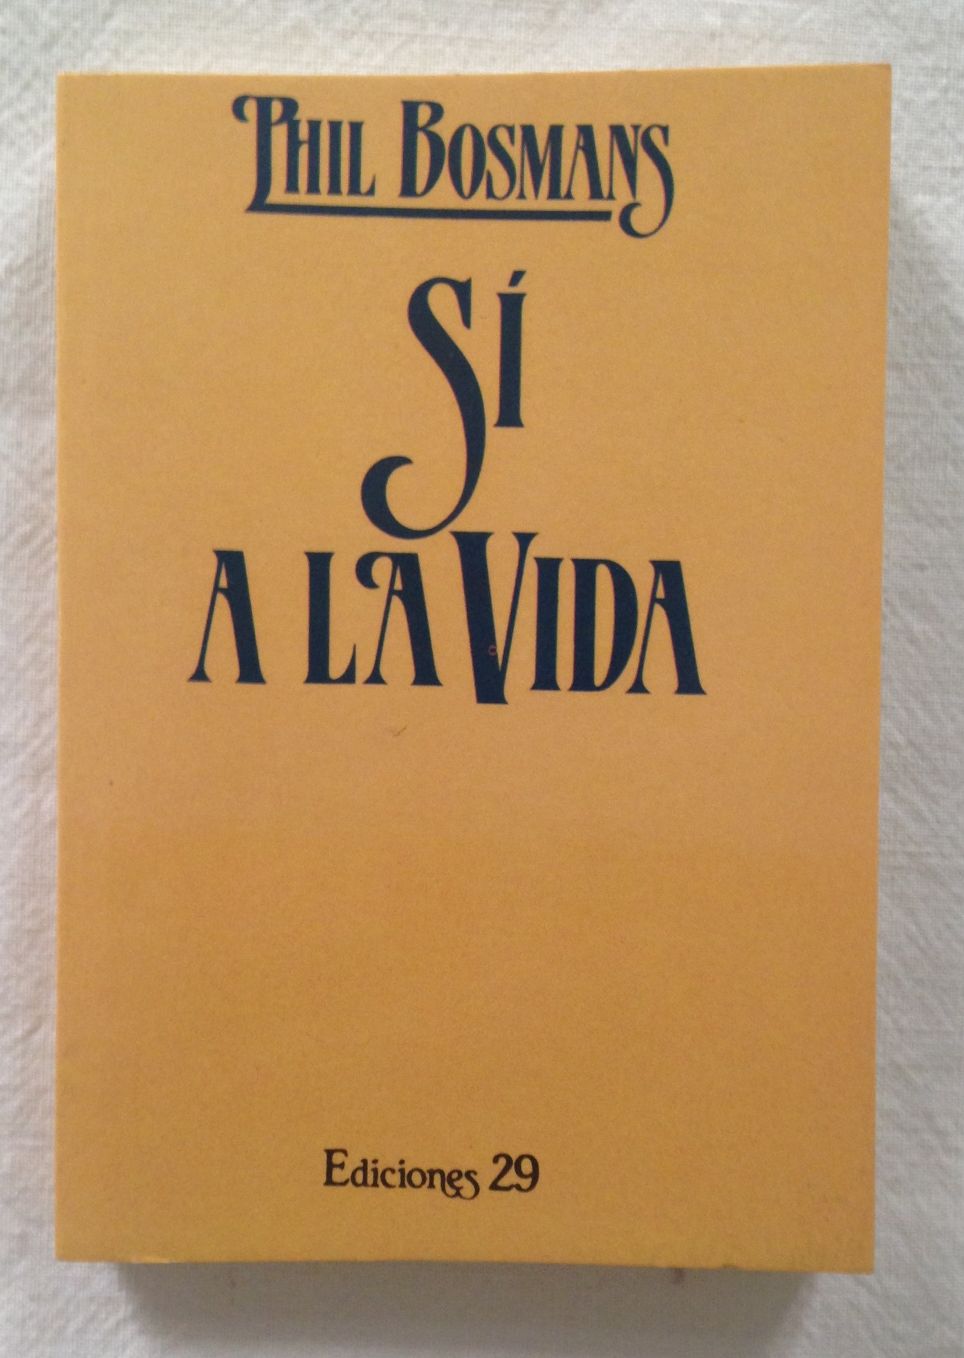 PHIL BOSMANS
SÍ
A LA VIDA
Ediciones 29